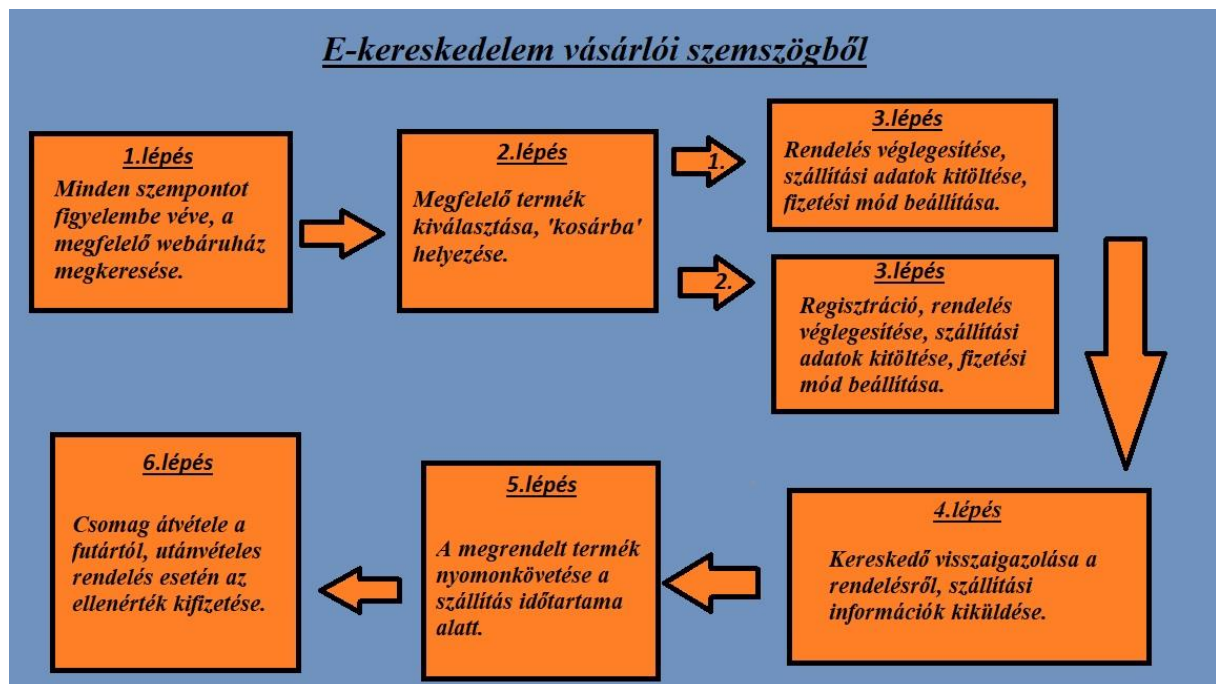 E-kereskedelem vásárlói szemszögből
1.lépés
Minden szempontot
figyelembe véve, a
megfelelő webáruház
megkeresése.
2.lépés
Megfelelő termék
kiválasztása, 'kosárba'
helyezése.
1.
3.lépés
Rendelés véglegesítése,
szállítási adatok kitöltése,
fizetési mód beállítása.
2.
3.lépés
Regisztráció, rendelés
véglegesítése, szállítási
adatok kitöltése, fizetési
mód beállítása.
4.lépés
Kereskedő visszaigazolása a
rendelésről, szállítási
információk kiküldése.
5.lépés
A megrendelt termék
nyomonkövetése a
szállítás időtartama
alatt.
6.lépés
Csomag átvétele a
futártól, utánvételes
rendelés esetén az
ellenérték kifizetése.